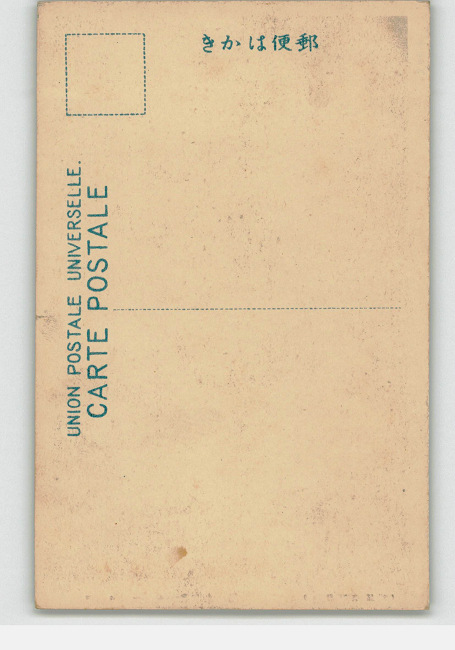 きかは便郵
UNION POSTALE UNIVERSELLE.
CARTE POSTALE